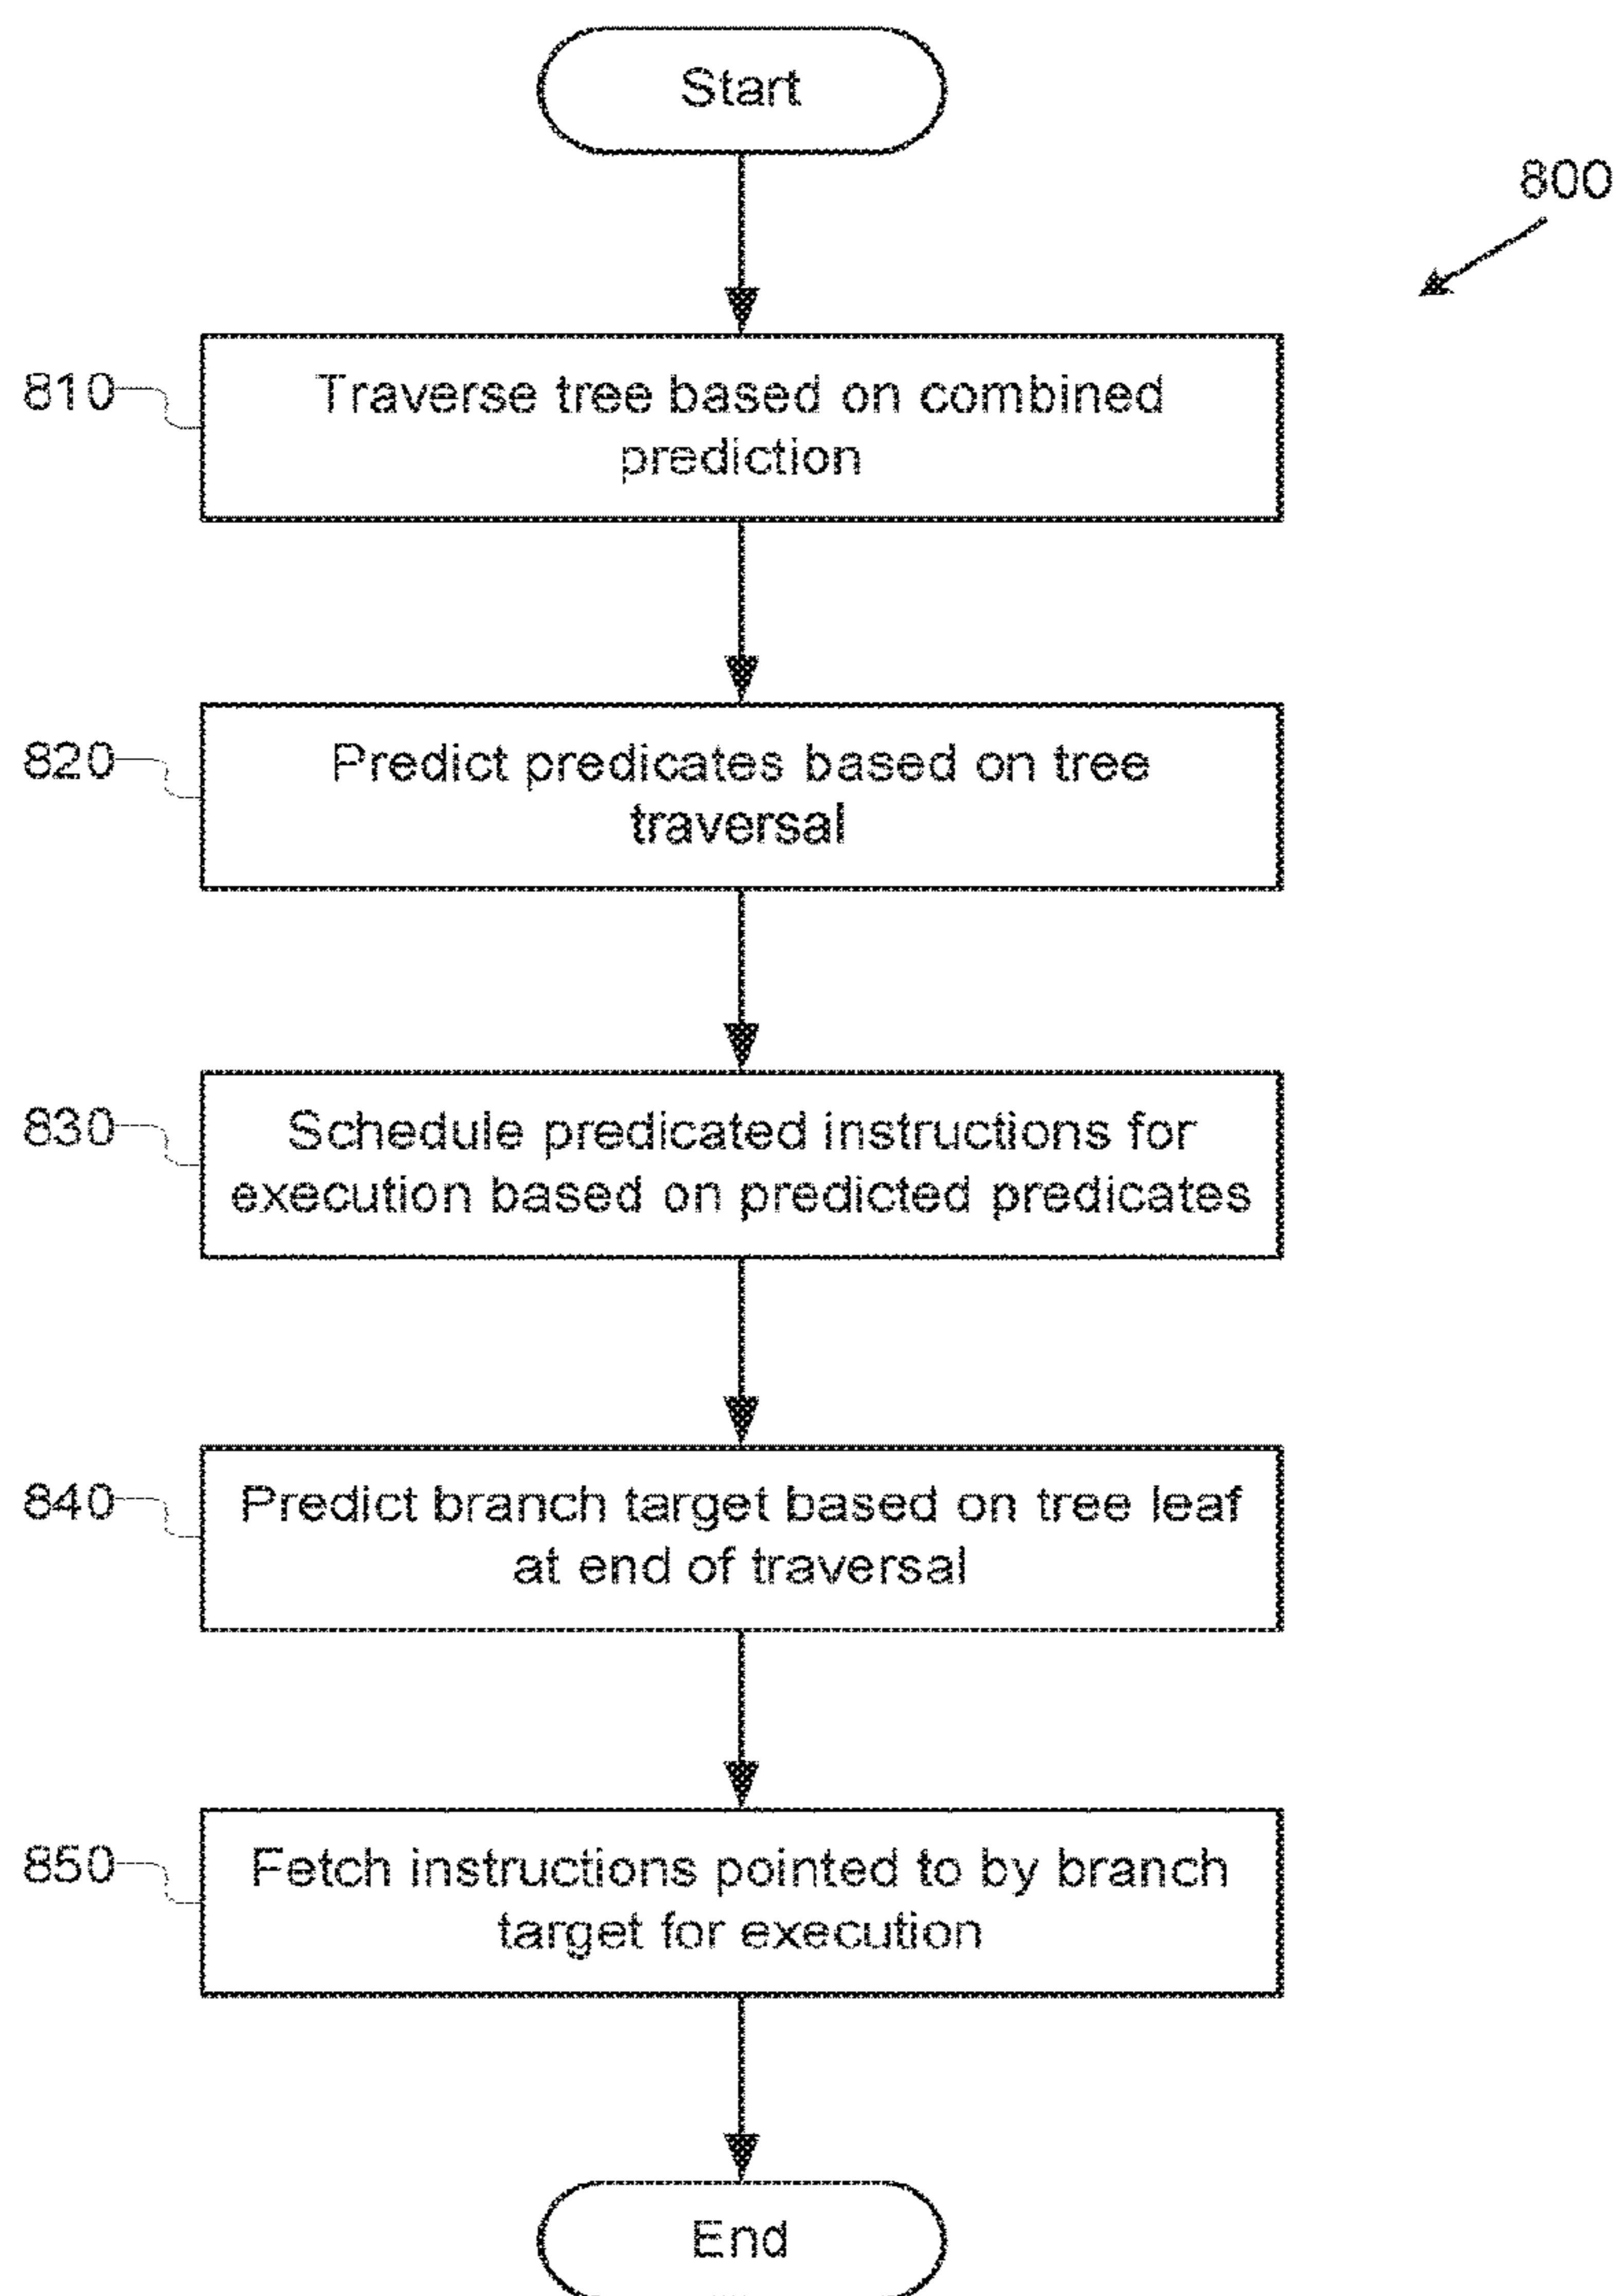 Start
800
810
Traverse tree based on combined
prediction
820
Predict predicates based on tree
traversal
830
Schedule predicated instructions for
execution based on predicted predicates
840
Predict branch target based on tree leaf
at end of traversal
850
Fetch instructions pointed to by branch
target for execution
End